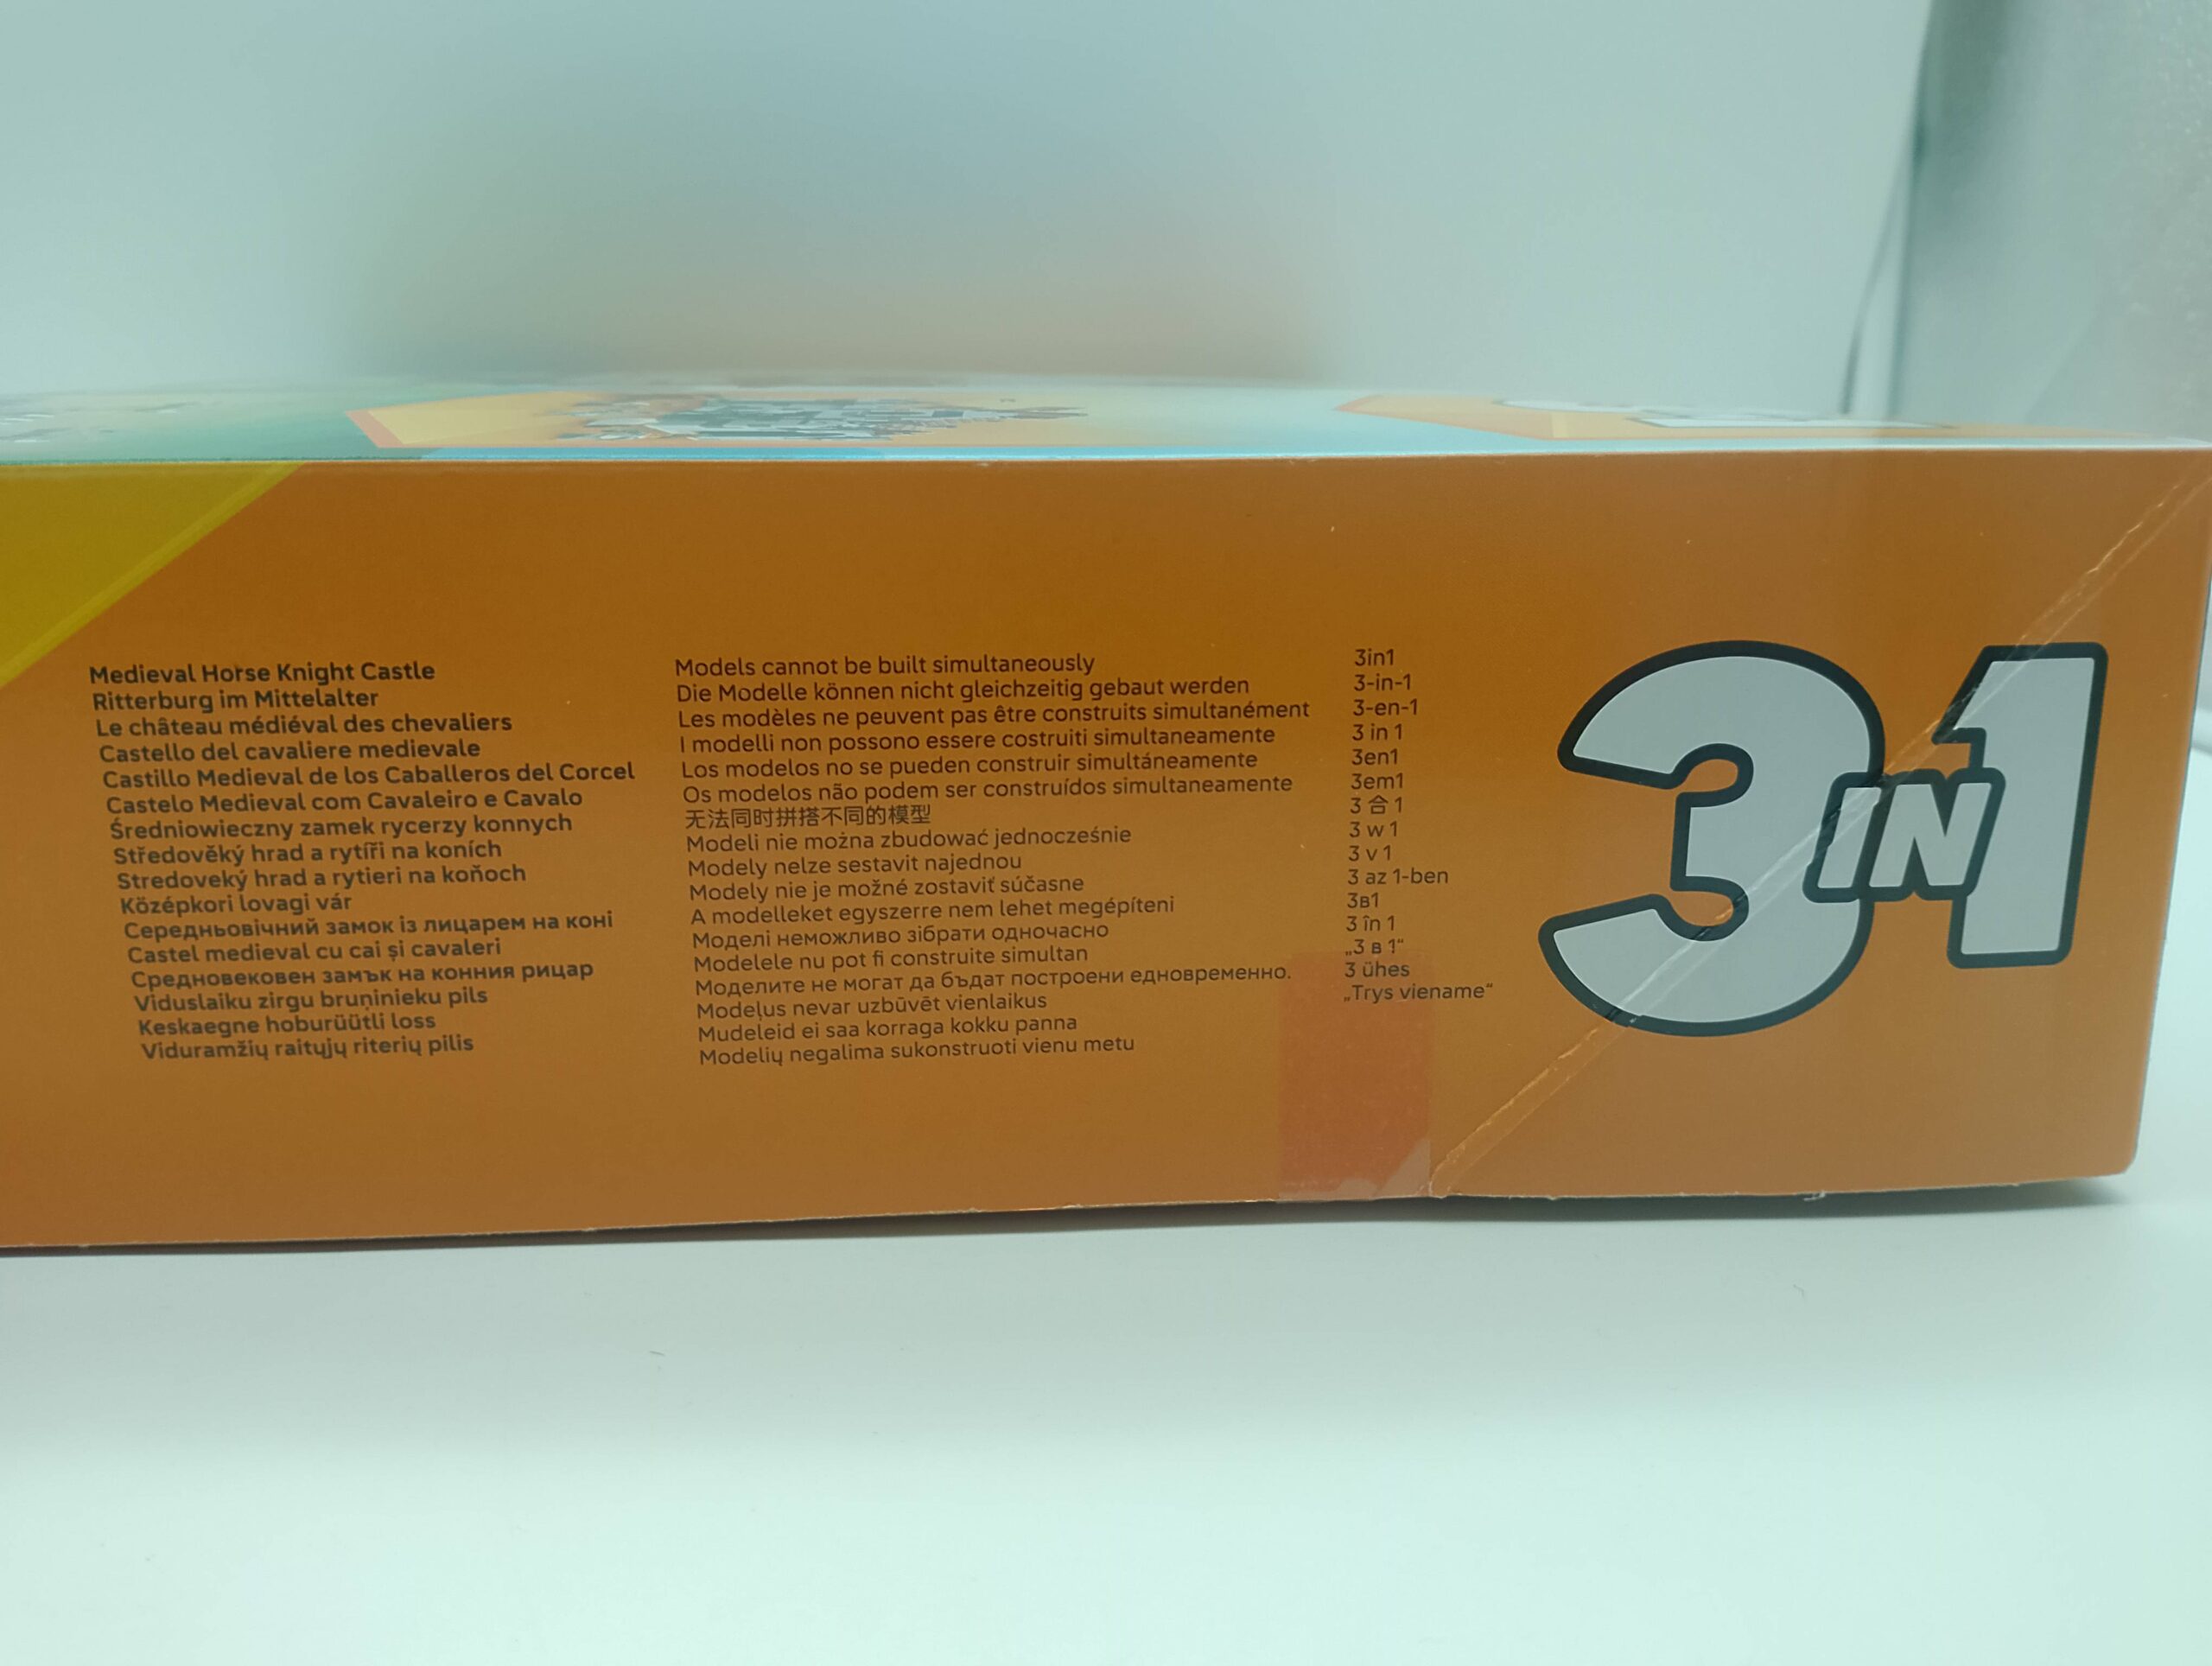 Medieval Horse Knight Castle
Ritterburg im Mittelalter
Le château médiéval des chevaliers
Castello del cavaliere medievale
Castillo Medieval de los Caballeros del Corcel
Castelo Medieval com Cavaleiro e Cavalo
Średniowieczny zamek rycerzy konnych
Středověký hrad a rytíři na koních
Stredoveký hrad a rytieri na koňoch
Középkori lovagi vár
Середньовічний замок із лицарем на коні
Castel medieval cu cai și cavaleri
Средновековен замък на конния рицар
Viduslaiku zirgu bruņinieku pils
Keskaegne hoburüütli loss
Viduramžių raitųjų riterių pilis
Models cannot be built simultaneously
Die Modelle können nicht gleichzeitig gebaut werden
Les modèles ne peuvent pas être construits simultanément
I modelli non possono essere costruiti simultaneamente
Los modelos no se pueden construir simultáneamente
Os modelos não podem ser construídos simultaneamente
无法同时拼搭不同的模型
Modeli nie można zbudować jednocześnie
Modely nelze sestavit najednou
Modely nie je možné zostaviť súčasne
A modelleket egyszerre nem lehet megépíteni
Моделі неможливо зібрати одночасно
Modelele nu pot fi construite simultan
Моделите не могат да бъдат построени едновременно.
Modeļus nevar uzbūvēt vienlaikus
Mudeleid ei saa korraga kokku panna
Modelių negalima sukonstruoti vienu metu
3in1
3-in-1
3-en-1
3 in 1
3en1
3em1
3 合 1
3 w 1
3 v 1
3 az 1-ben
3в1
3 în 1
„3 в 1“
3 ühes
„Trys viename“
3 IN 1